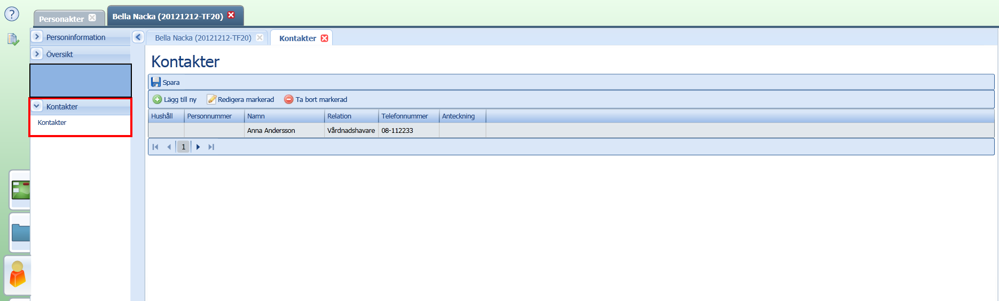 ?
Personakter
Bella Nacka (20121212-TF20)
Personinformation
Översikt
Kontakter
Kontakter
Bella Nacka (20121212-TF20)
Kontakter
Kontakter
Spara
Lägg till ny Redigera markerad Ta bort markerad
Hushåll Personnummer Namn Relation Telefonnummer Anteckning
Anna Andersson Vårdnadshavare 08-112233
1